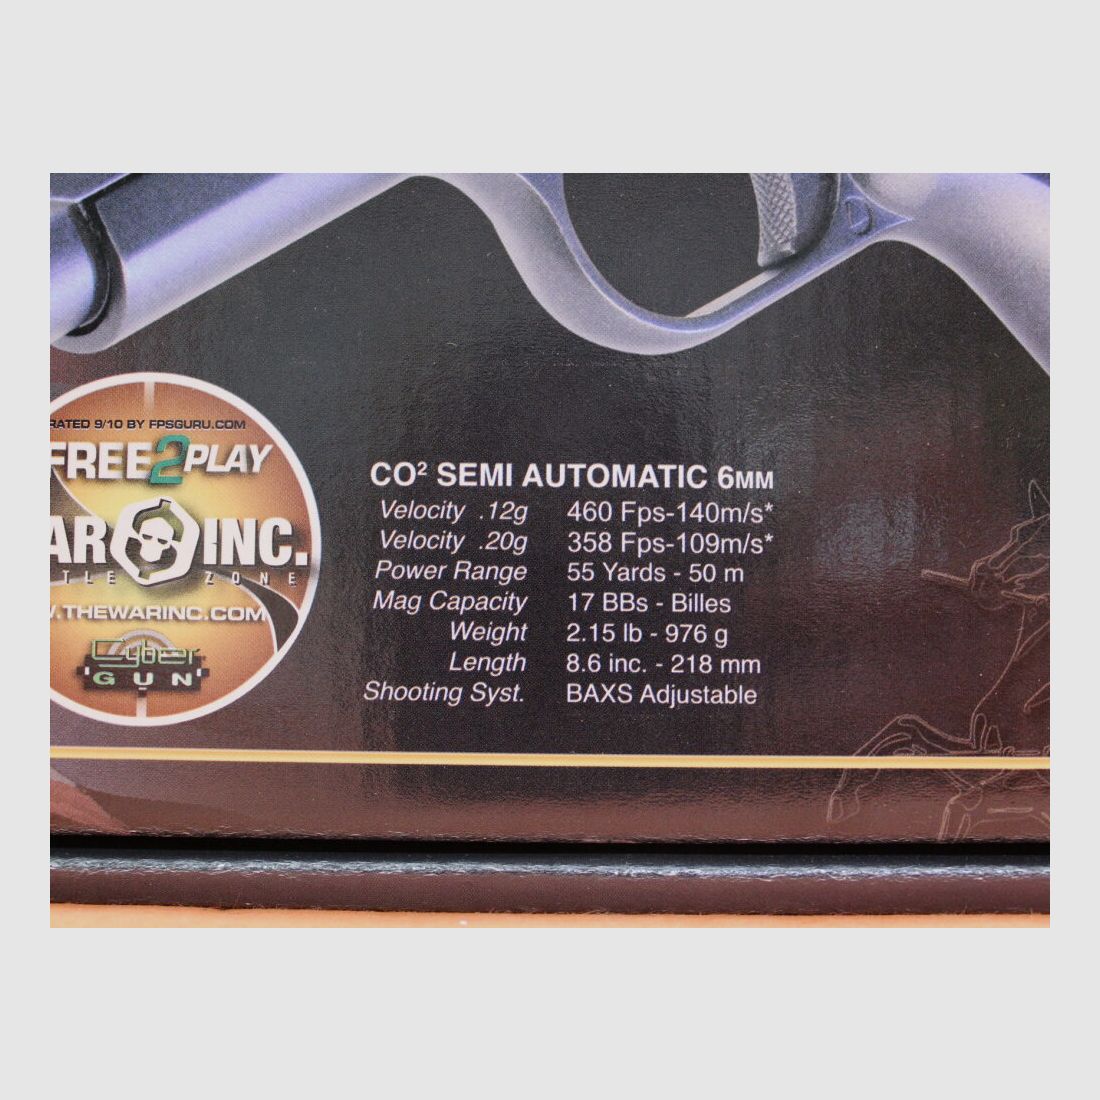 RATED 9/10 BY FPSGURU.COM
FREE2PLAY
AR INC.
TLE ZONE
.THEWARINC.COM
Cyber
GUN
CO² SEMI AUTOMATIC 6MM
Velocity .12g 460 Fps-140m/s*
Velocity .20g 358 Fps-109m/s*
Power Range 55 Yards - 50 m
Mag Capacity 17 BBs - Billes
Weight 2.15 lb - 976 g
Length 8.6 inc. - 218 mm
Shooting Syst. BAXS Adjustable